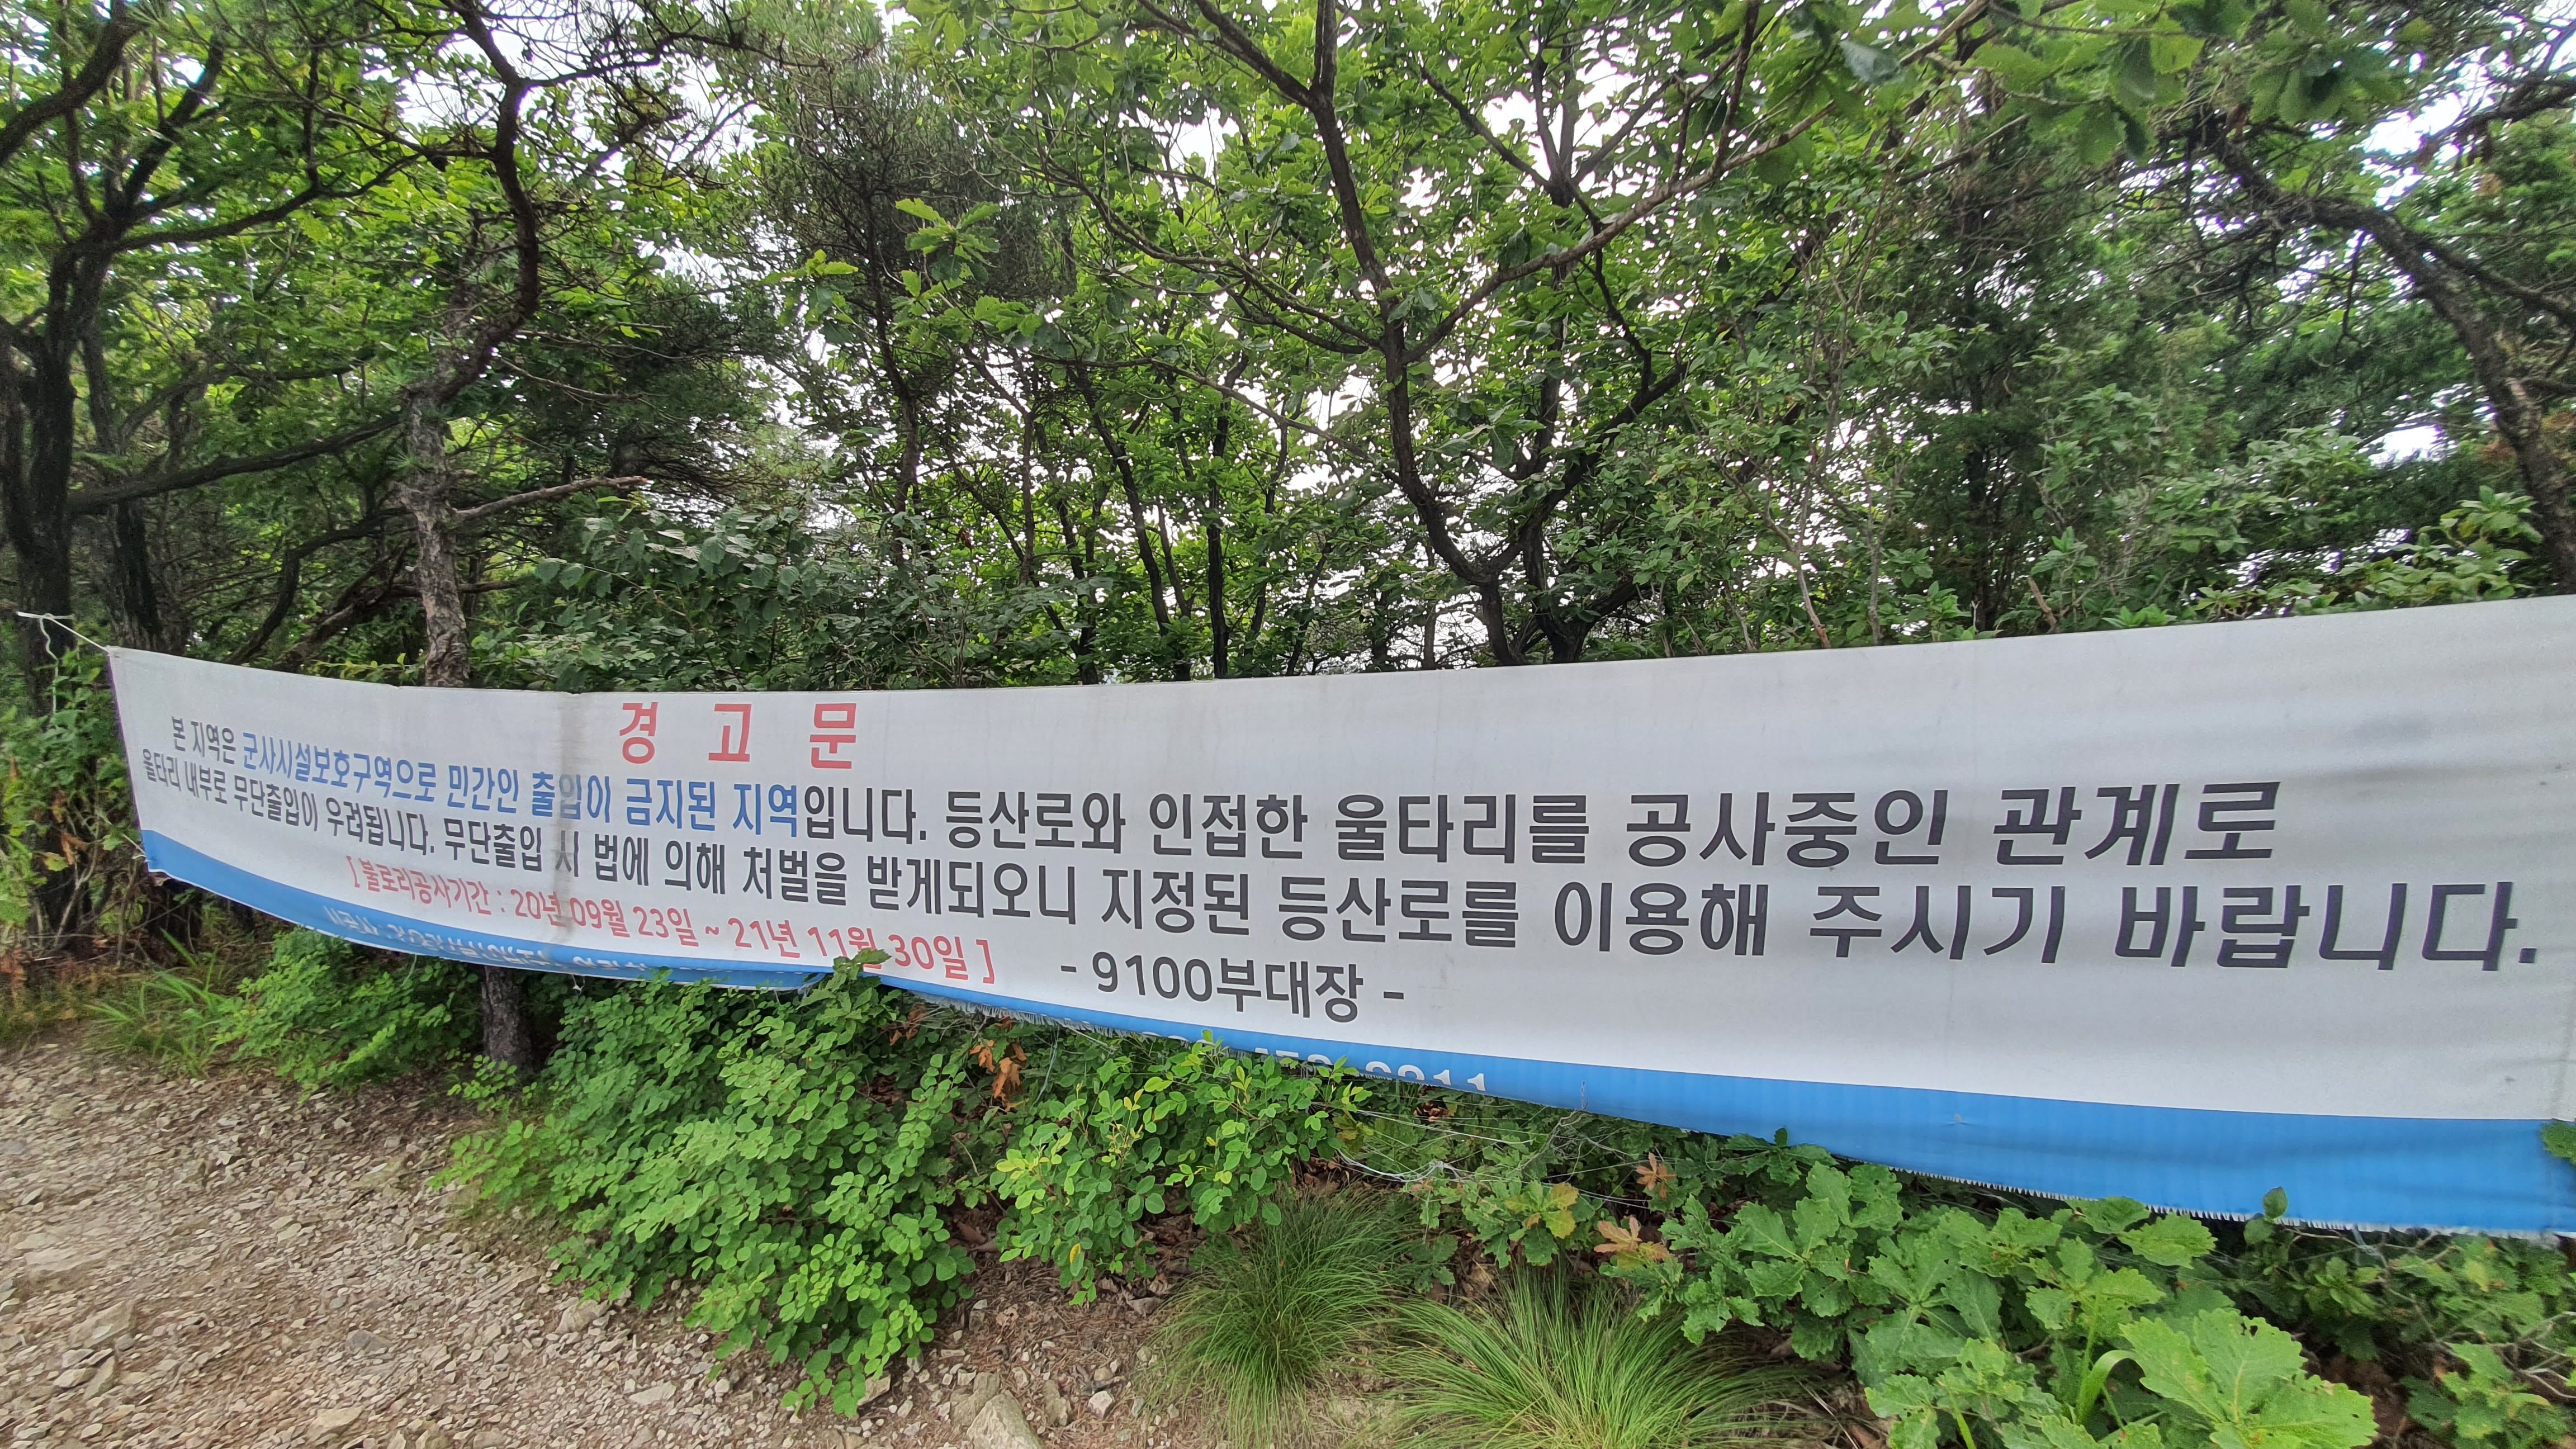 경 고 문
본 지역은 군사시설보호구역으로 민간인 출입이 금지된 지역입니다. 등산로와 인접한 울타리를 공사중인 관계로
울타리 내부로 무단출입이 우려됩니다. 무단출입 시 법에 의해 처벌을 받게되오니 지정된 등산로를 이용해 주시기 바랍니다.
[ 불로리공사기간 : 20년 09월 23일 ~ 21년 11월 30일 ]
- 9100부대장 -